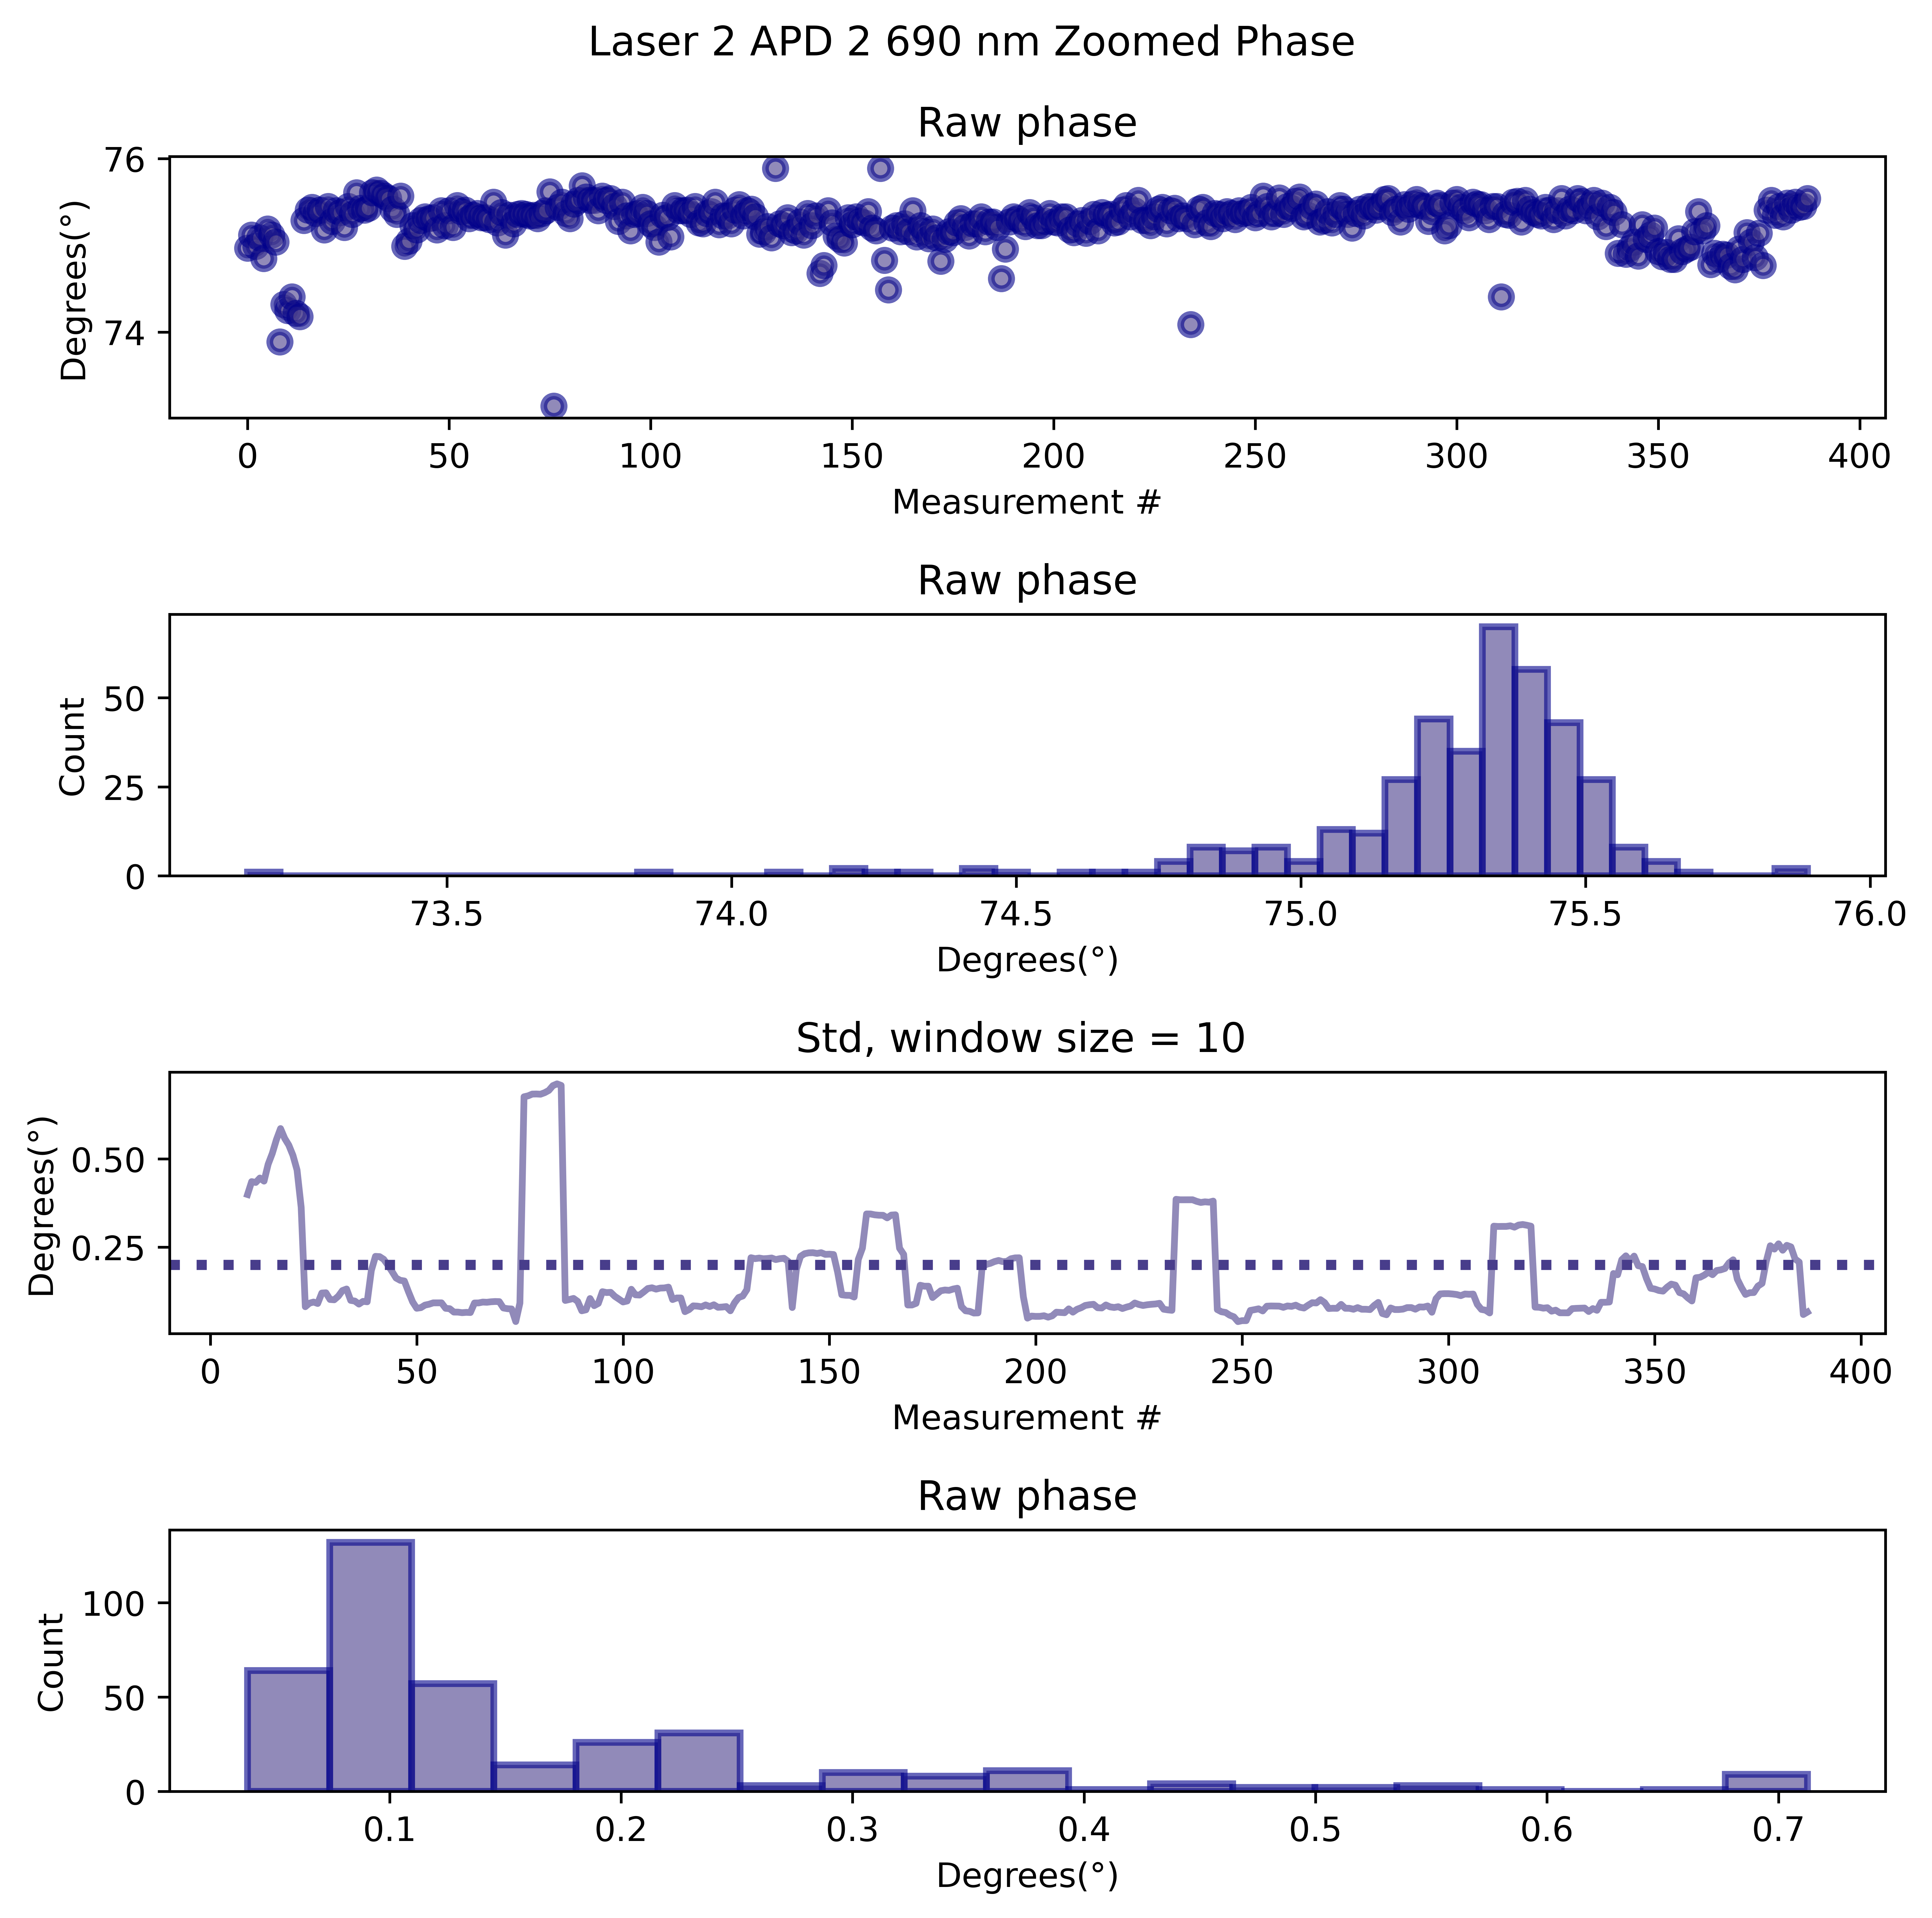 Laser 2 APD 2 690 nm Zoomed Phase
Raw phase
Degrees(°)
76
74
0 50 100 150 200 250 300 350 400
Measurement #
Raw phase
Count
50
25
0
73.5 74.0 74.5 75.0 75.5 76.0
Degrees(°)
Std, window size = 10
Degrees(°)
0.50
0.25
0 50 100 150 200 250 300 350 400
Measurement #
Raw phase
Count
100
50
0
0.1 0.2 0.3 0.4 0.5 0.6 0.7
Degrees(°)